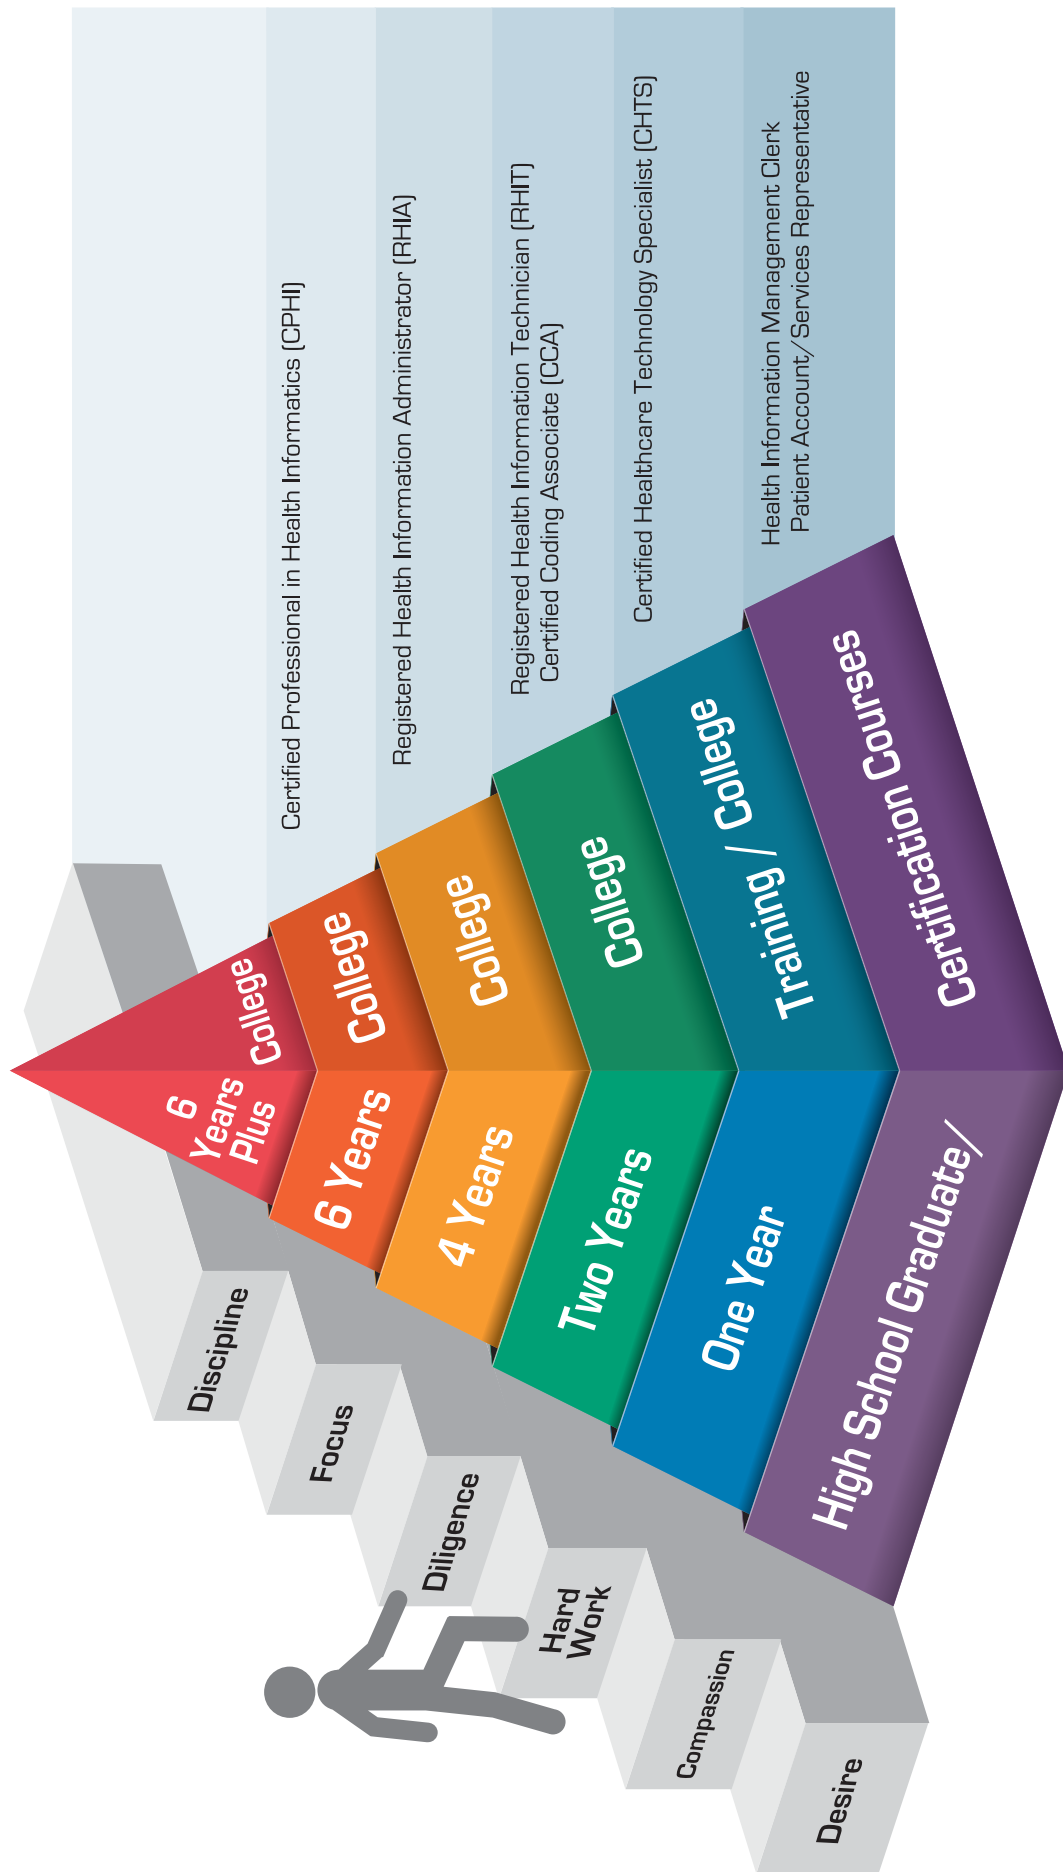 6
Years
Plus
College
6 Years
College
Certified Professional in Health Informatics (CPHI)
4 Years
College
Registered Health Information Administrator (RHIA)
Two Years
College
Registered Health Information Technician (RHIT)
Certified Coding Associate (CCA)
One Year
Training / College
Certified Healthcare Technology Specialist (CHTS)
High School Graduate/
Certification Courses
Health Information Management Clerk
Patient Account/Services Representative
Discipline
Focus
Diligence
Hard
Work
Compassion
Desire